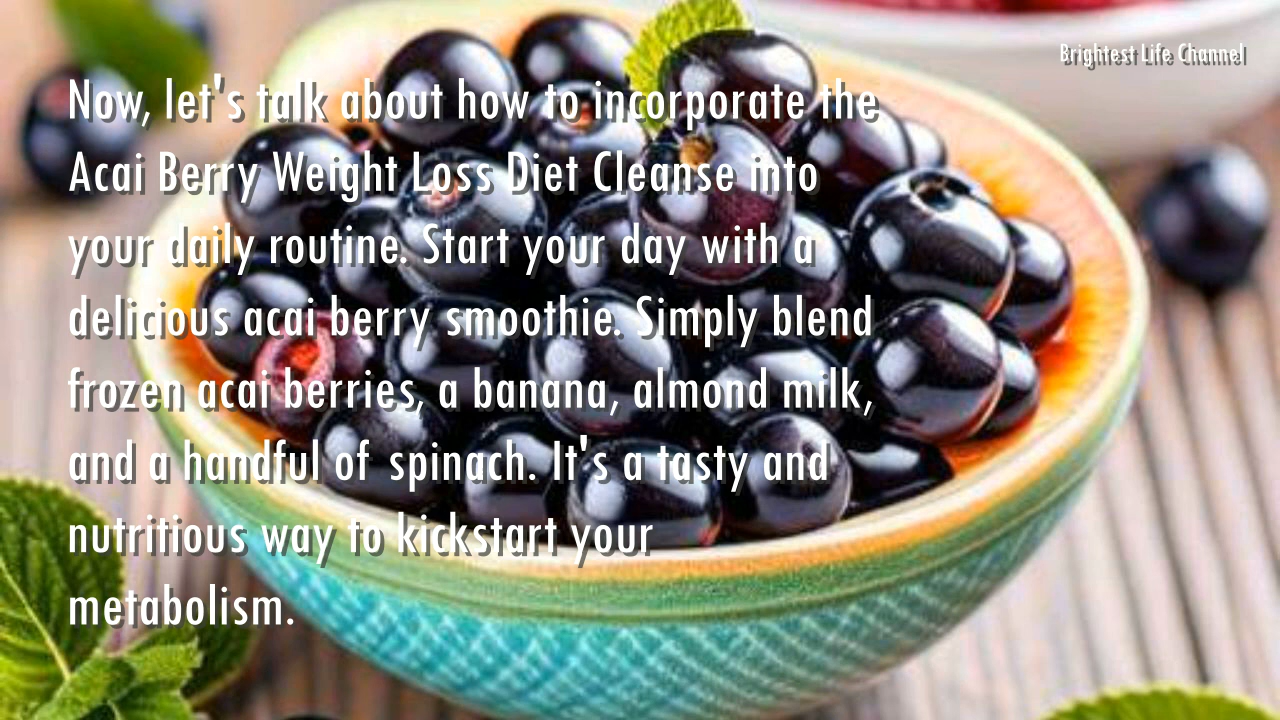 Brightest Life Channel
Now, let's talk about how to incorporate the
Acai Berry Weight Loss Diet Cleanse into
your daily routine. Start your day with a
delicious acai berry smoothie. Simply blend
frozen acai berries, a banana, almond milk,
and a handful of spinach. It's a tasty and
nutritious way to kickstart your
metabolism.